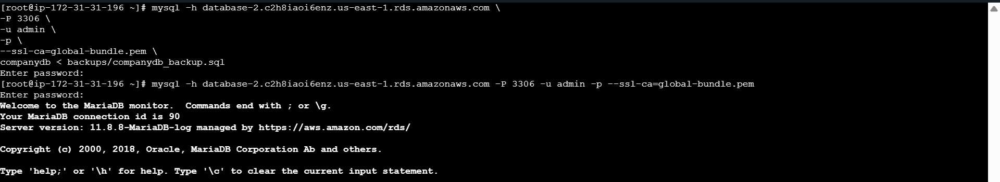 [root@ip-172-31-31-196 ~]# mysql -h database-2.c2h8iaoi6enz.us-east-1.rds.amazonaws.com \
-P 3306 \
-u admin \
-p \
--ssl-ca=global-bundle.pem \
companydb < backups/companydb_backup.sql
Enter password:
[root@ip-172-31-31-196 ~]# mysql -h database-2.c2h8iaoi6enz.us-east-1.rds.amazonaws.com -P 3306 -u admin -p --ssl-ca=global-bundle.pem
Enter password:
Welcome to the MariaDB monitor.  Commands end with ; or \g.
Your MariaDB connection id is 90
Server version: 11.8.8-MariaDB-log managed by https://aws.amazon.com/rds/
Copyright (c) 2000, 2018, Oracle, MariaDB Corporation Ab and others.
Type 'help;' or '\h' for help. Type '\c' to clear the current input statement.